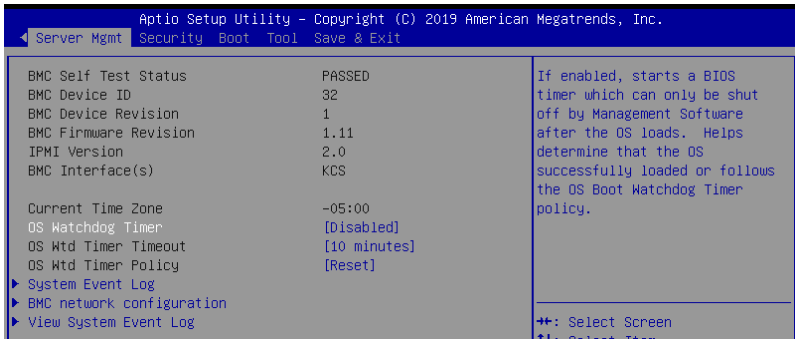 Aptio Setup Utility – Copyright (C) 2019 American Megatrends, Inc.
Server Mgmt Security Boot Tool Save & Exit
BMC Self Test Status PASSED
BMC Device ID 32
BMC Device Revision 1
BMC Firmware Revision 1.11
IPMI Version 2.0
BMC Interface(s) KCS
Current Time Zone -05:00
OS Watchdog Timer [Disabled]
OS Wtd Timer Timeout [10 minutes]
OS Wtd Timer Policy [Reset]
System Event Log
BMC network configuration
View System Event Log
If enabled, starts a BIOS
timer which can only be shut
off by Management Software
after the OS loads. Helps
determine that the OS
successfully loaded or follows
the OS Boot Watchdog Timer
policy.
→←: Select Screen
↑↓: Select Item